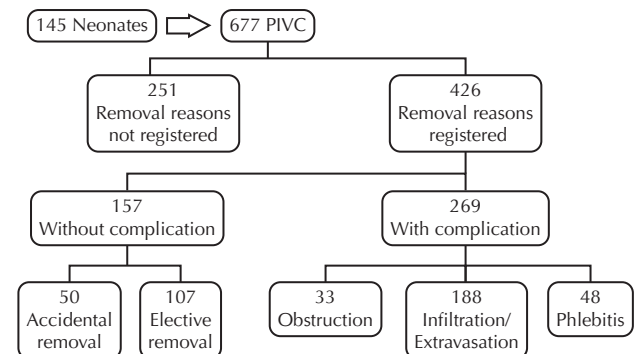 145 Neonates
677 PIVC
251
Removal reasons
not registered
426
Removal reasons
registered
157
Without complication
269
With complication
50
Accidental
removal
107
Elective
removal
33
Obstruction
188
Infiltration/
Extravasation
48
Phlebitis